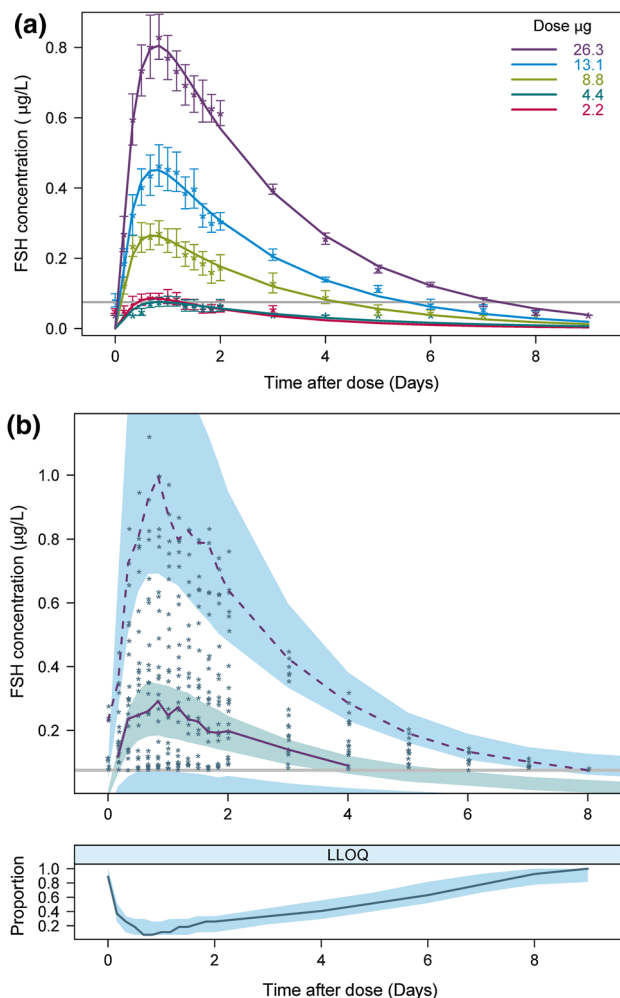 (a)
Dose µg
26.3
13.1
8.8
4.4
2.2
FSH concentration ( µg/L)
0.8
0.6
0.4
0.2
0.0
0 2 4 6 8
Time after dose (Days)
(b)
FSH concentration (µg/L)
1.0
0.8
0.6
0.4
0.2
0 2 4 6 8
LLOQ
Proportion
1.0
0.8
0.6
0.4
0.2
0 2 4 6 8
Time after dose (Days)